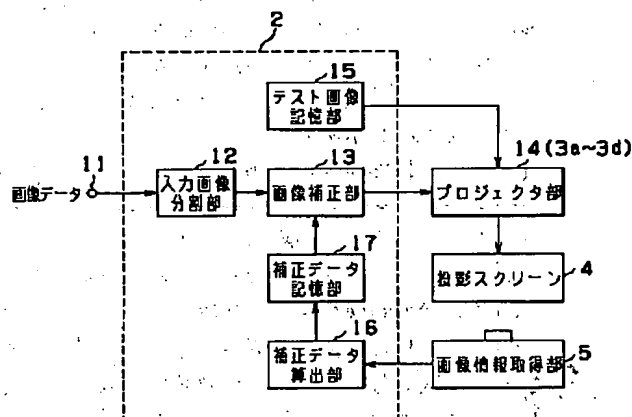 2
15
テスト画像
記憶部
14(3a~3d)
11
12
13
画像データ
入力画像
分割部
画像補正部
プロジェクタ部
17
補正データ
記憶部
投影スクリーン
4
16
補正データ
算出部
画像情報取得部
5